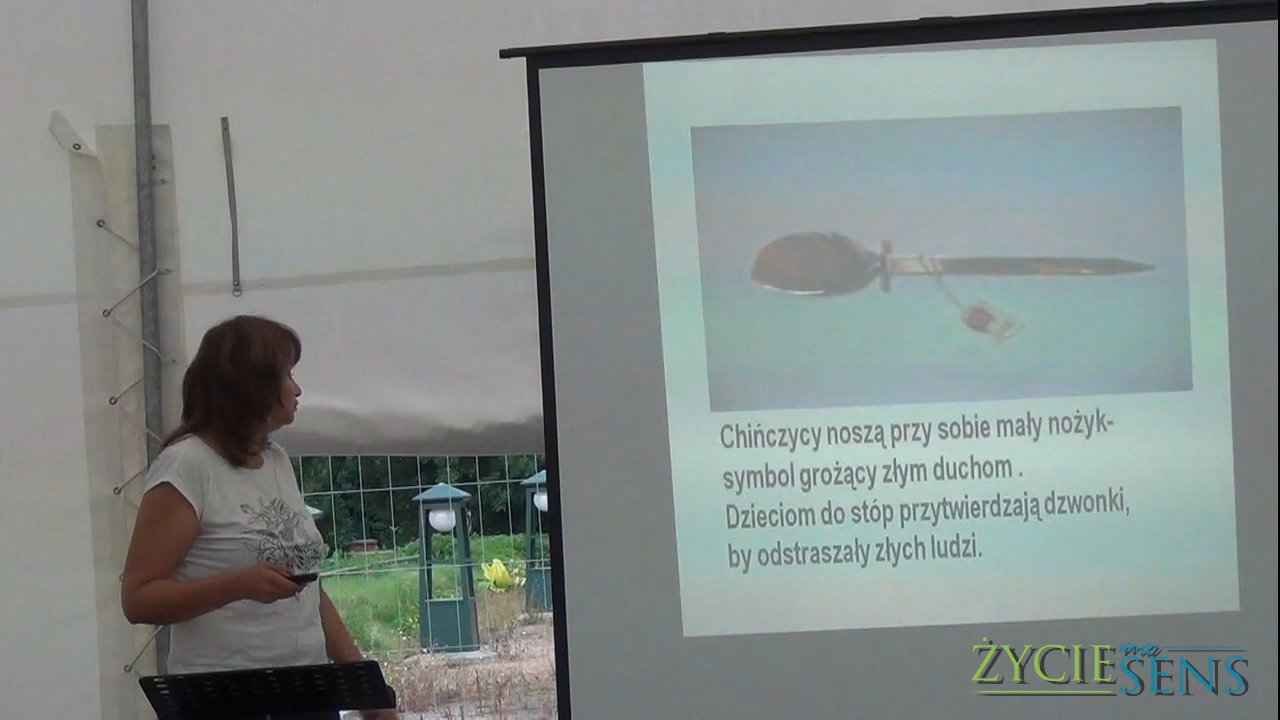 Chińczycy noszą przy sobie mały nożyk-
symbol grożący złym duchom .
Dzieciom do stóp przytwierdzają dzwonki,
by odstraszały złych ludzi.
ŻYCIE ma SENS